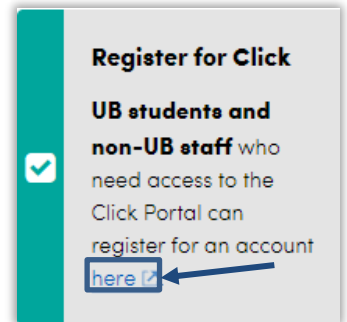 Register for Click
UB students and
non-UB staff who
need access to the
Click Portal can
register for an account
here